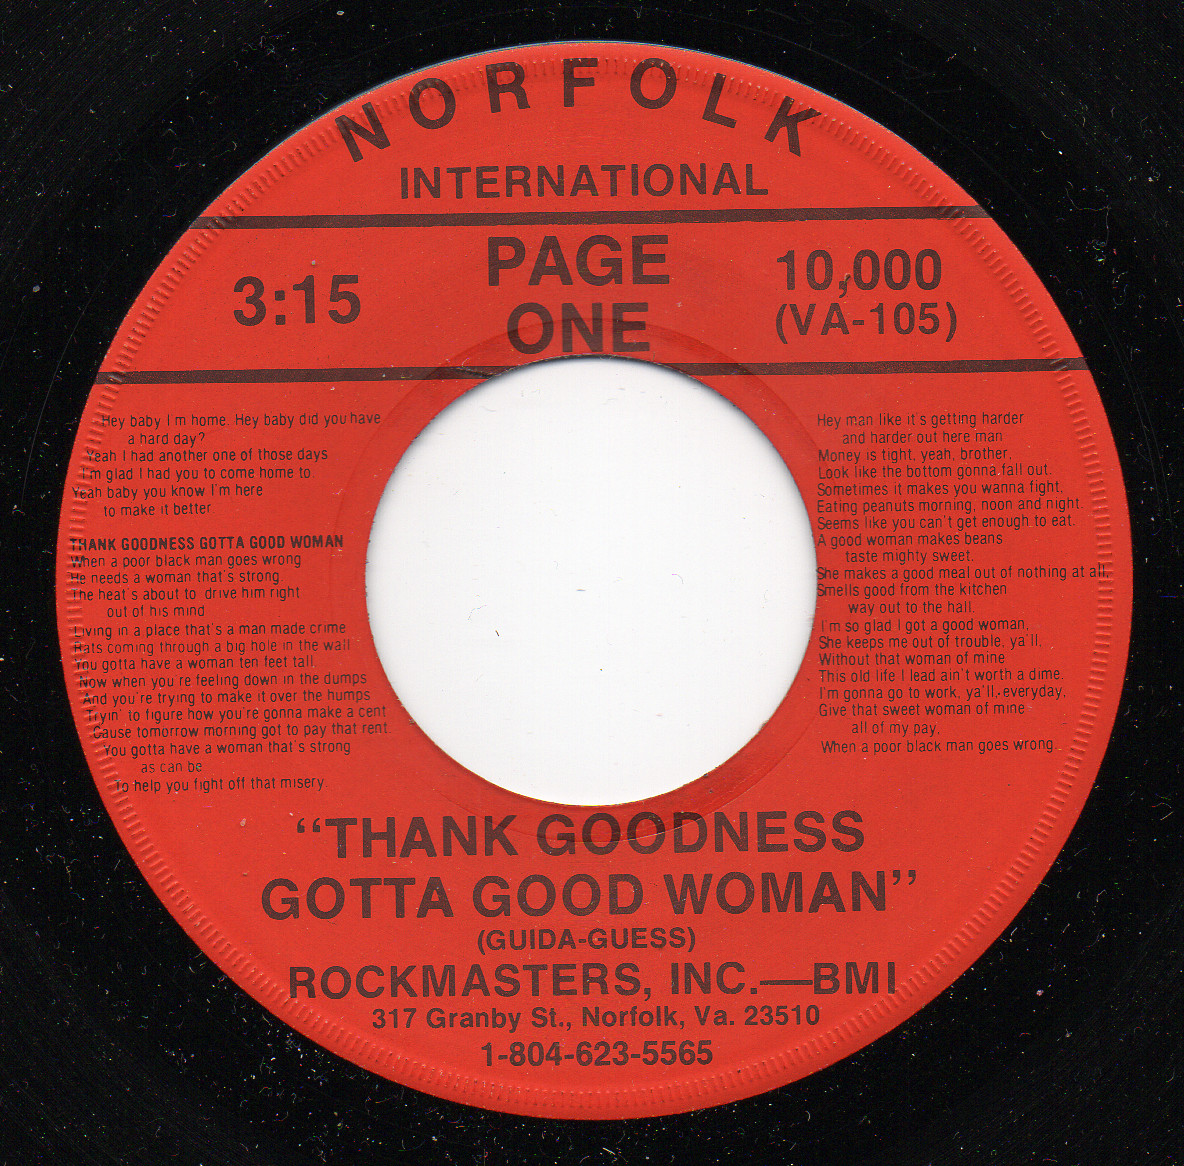 NORFOLK
INTERNATIONAL
PAGE
ONE
3:15
10,000
(VA-105)
Hey baby I'm home. Hey baby did you have
a hard day?
Yeah I had another one of those days
I'm glad I had you to come home to.
Yeah baby you know I'm here
to make it better
THANK GOODNESS GOTTA GOOD WOMAN
When a poor black man goes wrong
He needs a woman that's strong.
The heat's about to drive him right
out of his mind
Living in a place that's a man made crime
Rats coming through a big hole in the wall
You gotta have a woman ten feet tall.
Now when you're feeling down in the dumps
And you're trying to make it over the humps
Tryin' to figure how you're gonna make a cent
Cause tomorrow morning got to pay that rent.
You gotta have a woman that's strong
as can be
To help you fight off that misery.
Hey man like it's getting harder
and harder out here man
Money is tight, yeah, brother,
Look like the bottom gonna fall out.
Sometimes it makes you wanna fight,
Eating peanuts morning, noon and night.
Seems like you can't get enough to eat.
A good woman makes beans
taste mighty sweet.
She makes a good meal out of nothing at all,
Smells good from the kitchen
way out to the hall.
I'm so glad I got a good woman,
She keeps me out of trouble, ya'll,
Without that woman of mine
This old life I lead ain't worth a dime.
I'm gonna go to work, ya'll, everyday,
Give that sweet woman of mine
all of my pay,
When a poor black man goes wrong...
"THANK GOODNESS
GOTTA GOOD WOMAN"
(GUIDA-GUESS)
ROCKMASTERS, INC.—BMI
317 Granby St., Norfolk, Va. 23510
1-804-623-5565